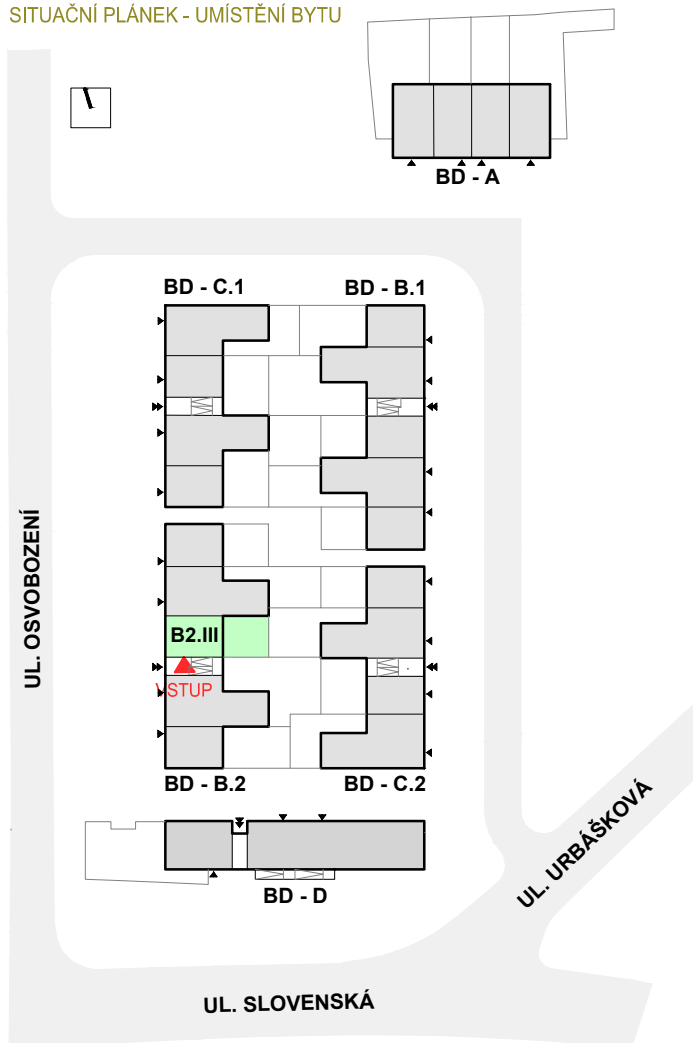 SITUAČNÍ PLÁNEK - UMÍSTĚNÍ BYTU
BD - A
BD - C.1
BD - B.1
UL. OSVOBOZENÍ
B2.III
VSTUP
BD - B.2
BD - C.2
UL. URBÁŠKOVÁ
BD - D
UL. SLOVENSKÁ